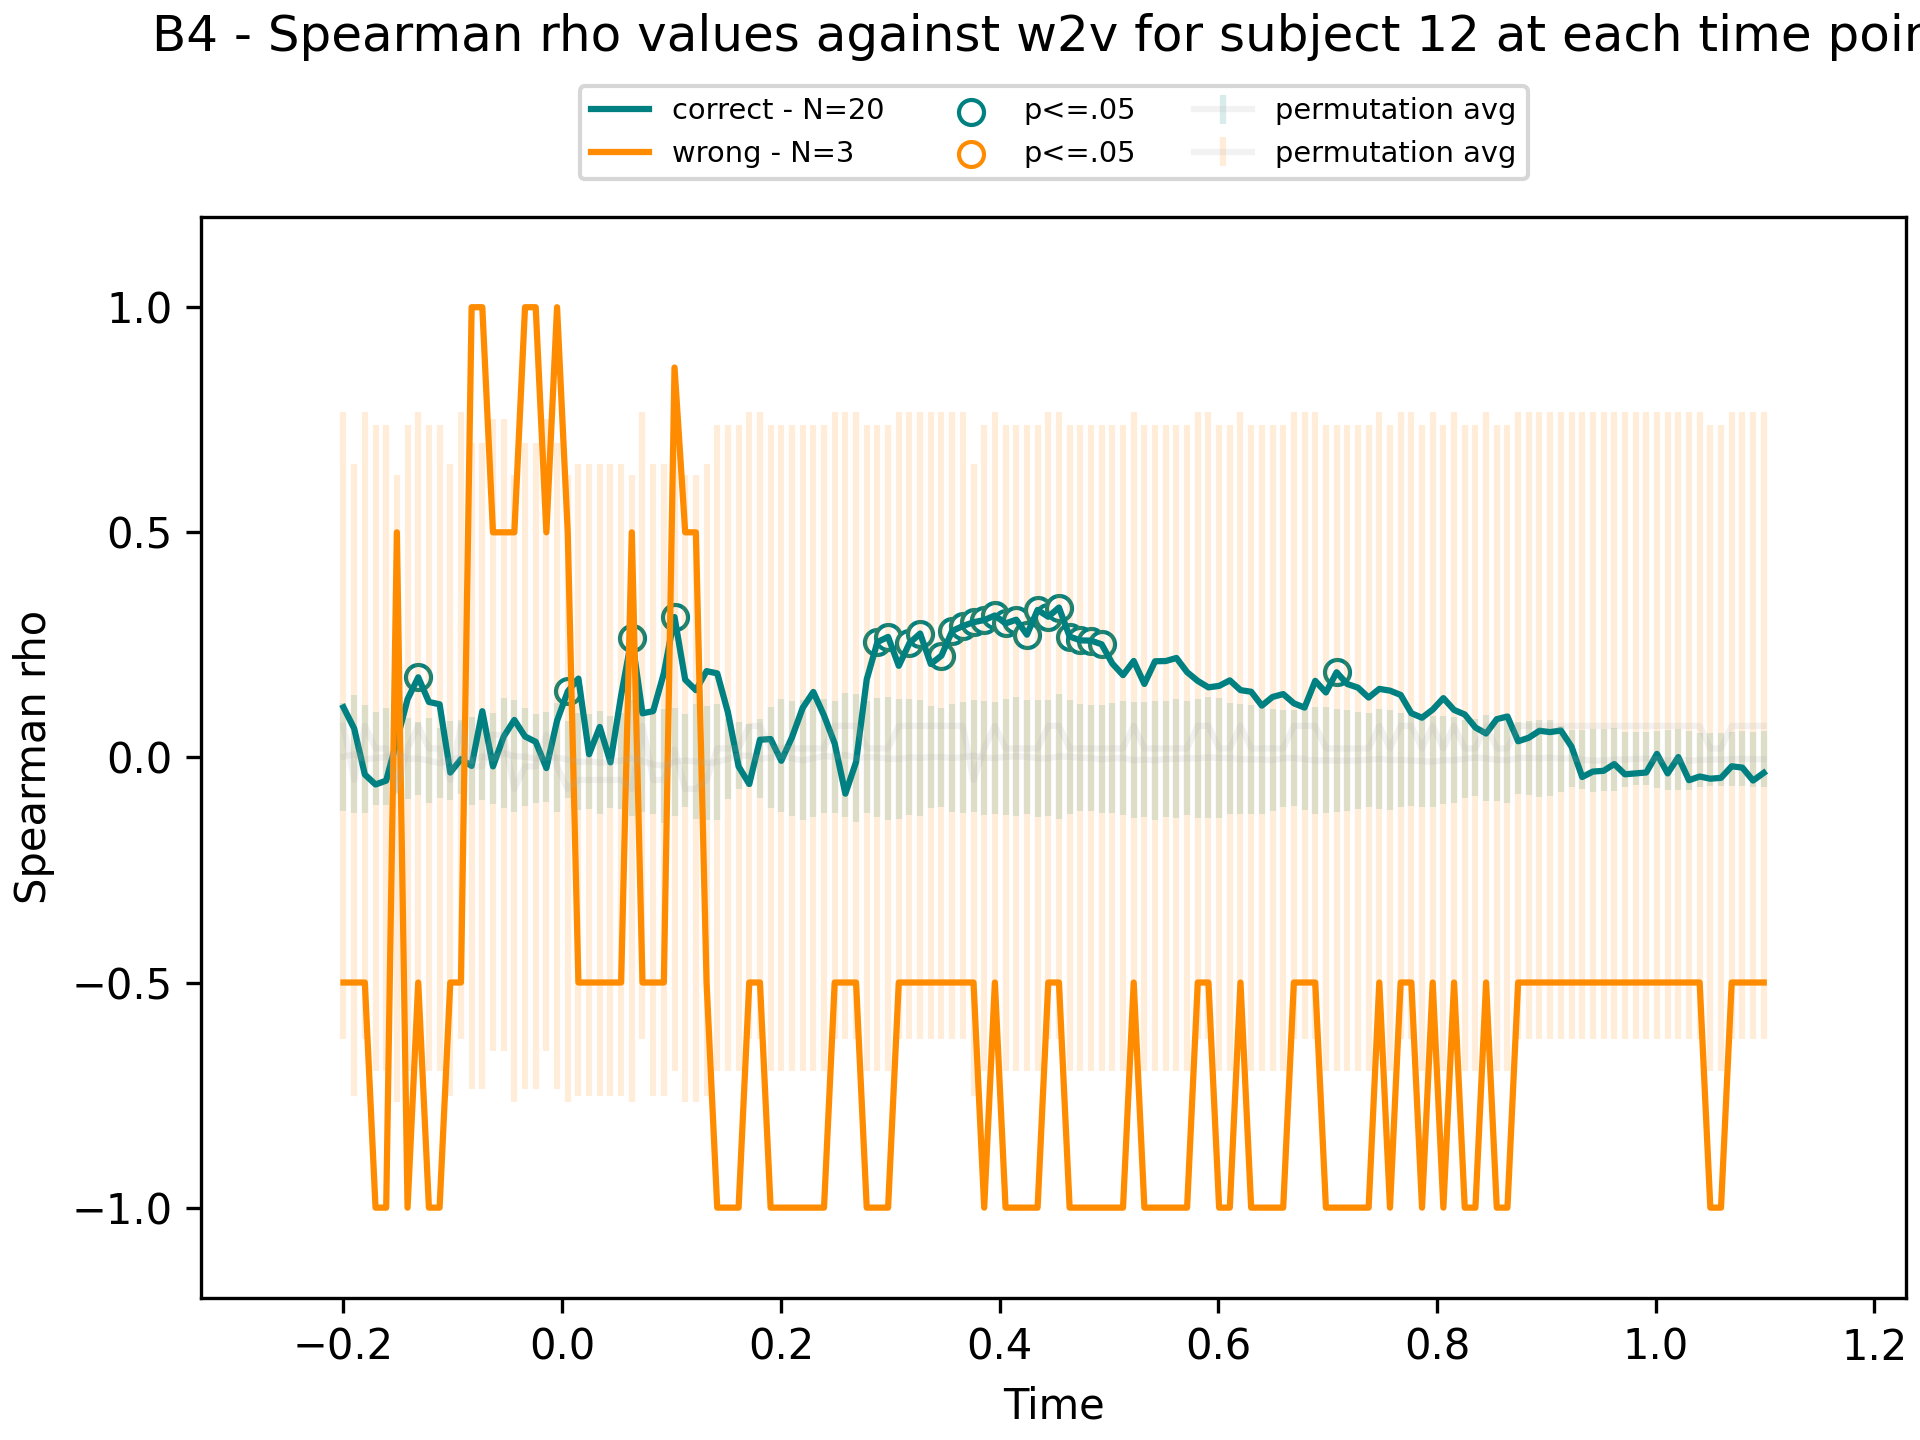 B4 - Spearman rho values against w2v for subject 12 at each time poin
correct - N=20
wrong - N=3
p<=.05
p<=.05
permutation avg
permutation avg
Spearman rho
1.0
0.5
0.0
−0.5
−1.0
−0.2 0.0 0.2 0.4 0.6 0.8 1.0 1.2
Time